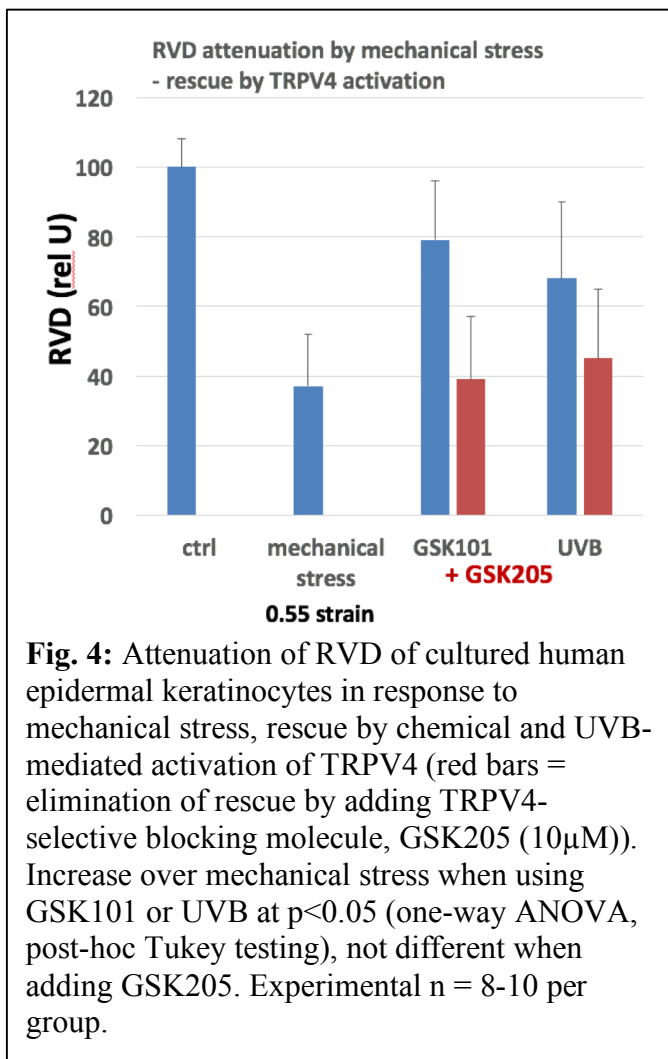 RVD attenuation by mechanical stress
- rescue by TRPV4 activation
120
100
80
60
40
20
0
RVD (rel U)
ctrl
mechanical
stress
GSK101
UVB
+ GSK205
0.55 strain
Fig. 4: Attenuation of RVD of cultured human
epidermal keratinocytes in response to
mechanical stress, rescue by chemical and UVB-
mediated activation of TRPV4 (red bars =
elimination of rescue by adding TRPV4-
selective blocking molecule, GSK205 (10µM)).
Increase over mechanical stress when using
GSK101 or UVB at p<0.05 (one-way ANOVA,
post-hoc Tukey testing), not different when
adding GSK205. Experimental n = 8-10 per
group.